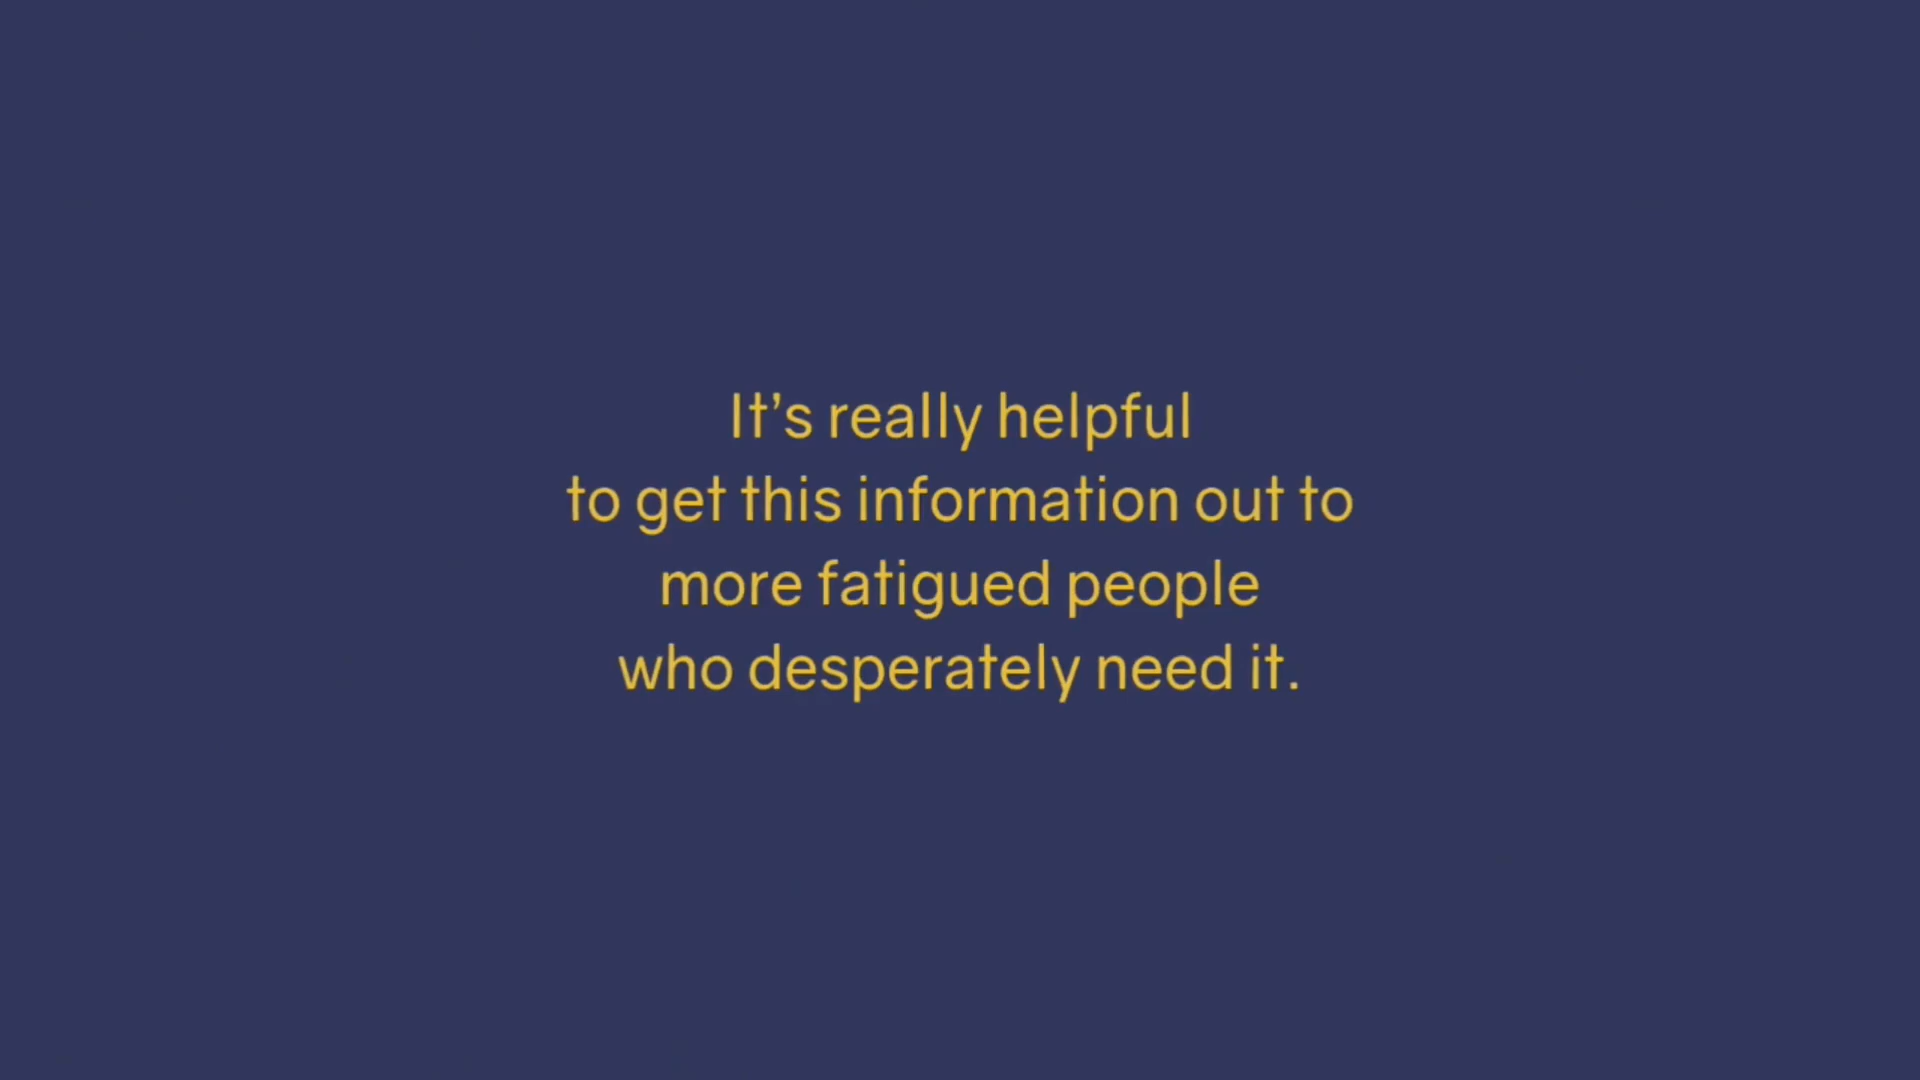 It’s really helpful
to get this information out to
more fatigued people
who desperately need it.